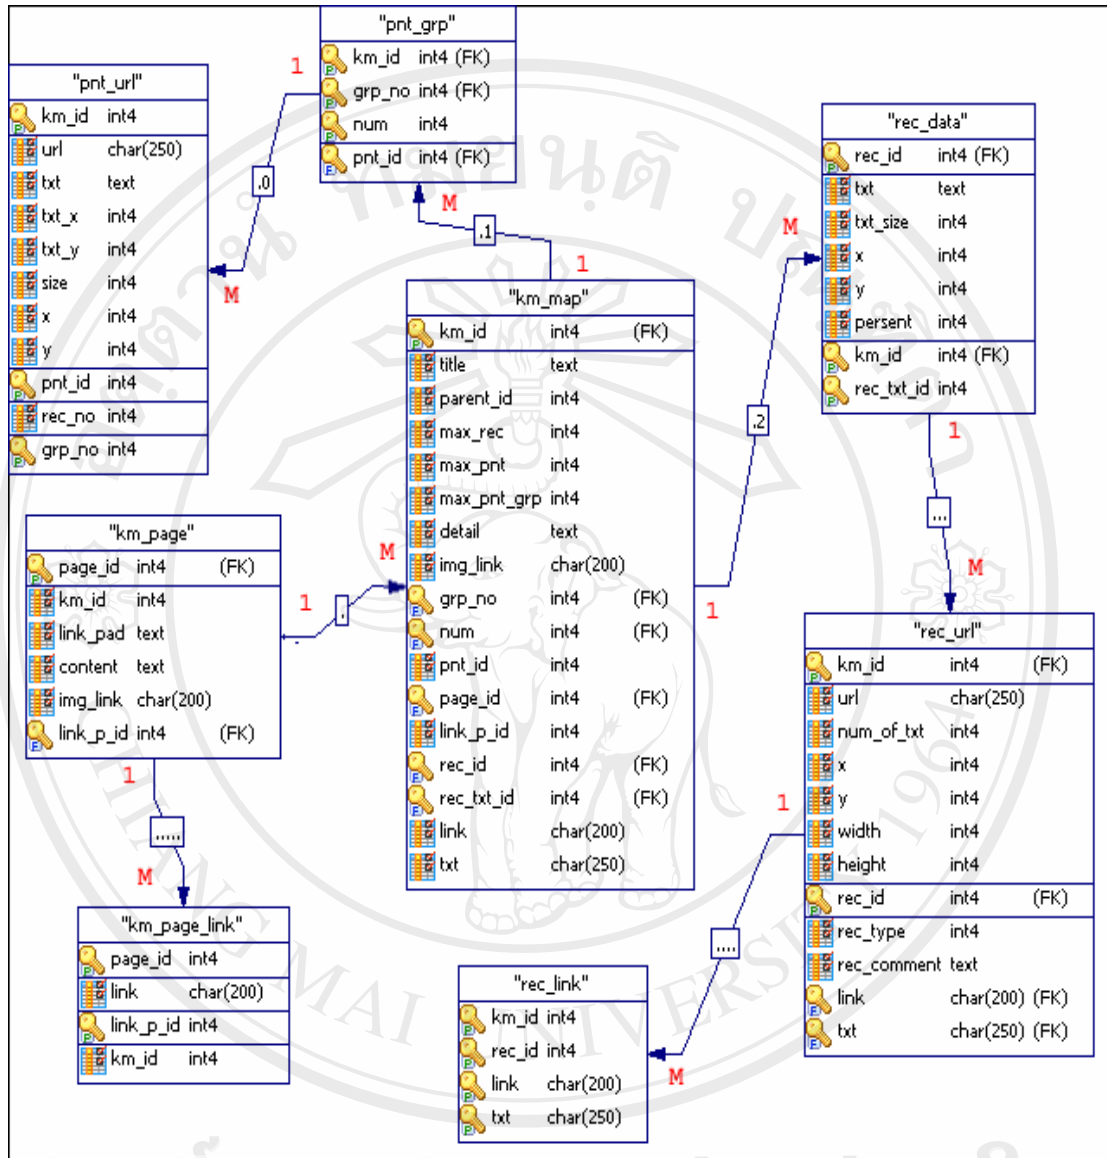 "pnt_grp"
km_id int4 (FK)
grp_no int4 (FK)
num int4
pnt_id int4 (FK)
1
"pnt_url"
km_id int4
url char(250)
txt text
txt_x int4
txt_y int4
size int4
x int4
y int4
pnt_id int4
rec_no int4
grp_no int4
.0
M
M
.1
1
"rec_data"
rec_id int4 (FK)
txt text
txt_size int4
x int4
y int4
persent int4
km_id int4 (FK)
rec_txt_id int4
M
.2
1
1
...
M
"km_map"
km_id int4 (FK)
title text
parent_id int4
max_rec int4
max_pnt int4
max_pnt_grp int4
detail text
img_link char(200)
grp_no int4 (FK)
num int4 (FK)
pnt_id int4
page_id int4 (FK)
link_p_id int4
rec_id int4 (FK)
rec_txt_id int4 (FK)
link char(200)
txt char(250)
"km_page"
page_id int4 (FK)
km_id int4
link_pad text
content text
img_link char(200)
link_p_id int4 (FK)
M
1
.
1
.....
M
"rec_url"
km_id int4 (FK)
url char(250)
num_of_txt int4
x int4
y int4
width int4
height int4
rec_id int4 (FK)
rec_type int4
rec_comment text
link char(200) (FK)
txt char(250) (FK)
1
....
M
"km_page_link"
page_id int4
link char(200)
link_p_id int4
km_id int4
"rec_link"
km_id int4
rec_id int4
link char(200)
txt char(250)
ทมยนฺติ
MAI
1964